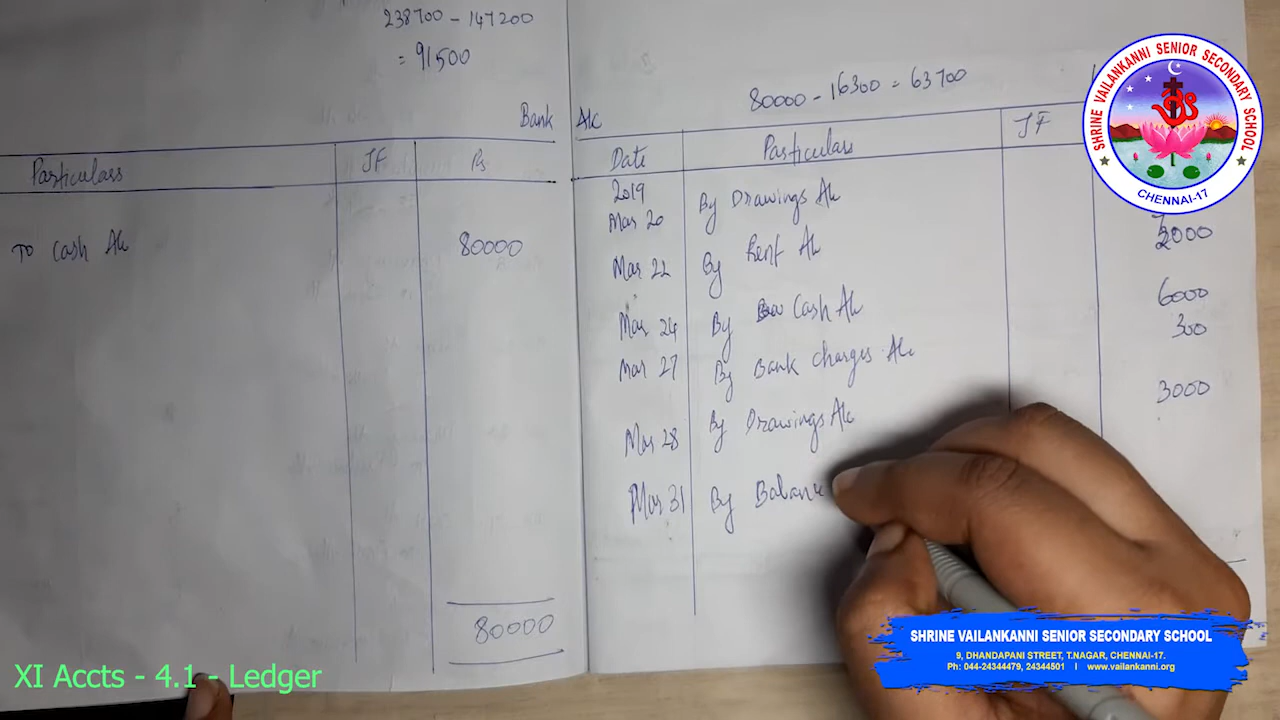 238700 - 147200
= 91500
80000 - 16300 = 63700
Bank A/c
Particulars JF Rs
To Cash A/c 80000
80000
Date Particulars JF
2019
Mar 20 By Drawings A/c
Mar 22 By Rent A/c 2000
Mar 24 By Cash A/c 6000
Mar 27 By Bank charges A/c 300
Mar 28 By Drawings A/c 3000
Mar 31 By Balance
SHRINE VAILANKANNI SENIOR SECONDARY SCHOOL
CHENNAI-17
XI Accts - 4.1 - Ledger
SHRINE VAILANKANNI SENIOR SECONDARY SCHOOL
9, DHANDAPANI STREET, T.NAGAR, CHENNAI-17.
Ph: 044-24344479, 24344501 I www.vailankanni.org